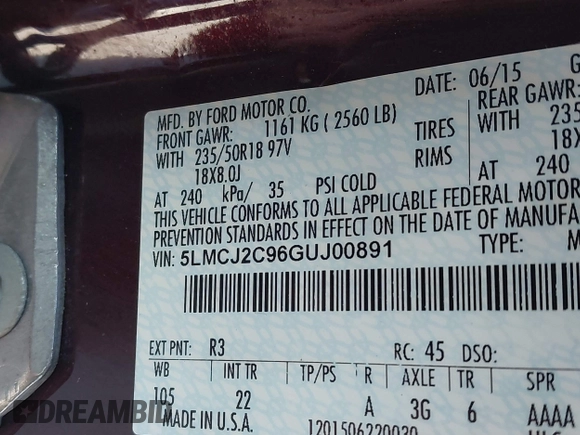 DATE: 06/15 G
MFD. BY FORD MOTOR CO.
FRONT GAWR: 1161 KG ( 2560 LB) REAR GAWR:
WITH 235/50R18 97V TIRES WITH 235
18X8.0J RIMS 18X
AT 240 kPa/ 35 PSI COLD AT 240
THIS VEHICLE CONFORMS TO ALL APPLICABLE FEDERAL MOTOR
PREVENTION STANDARDS IN EFFECT ON THE DATE OF MANUFA
VIN: 5LMCJ2C96GUJ00891 TYPE: M
EXT PNT: R3 RC: 45 DSO:
WB INT TR TP/PS R AXLE TR SPR
105 22 A 3G 6 AAAA
MADE IN U.S.A. 1201506220030
DREAMBID